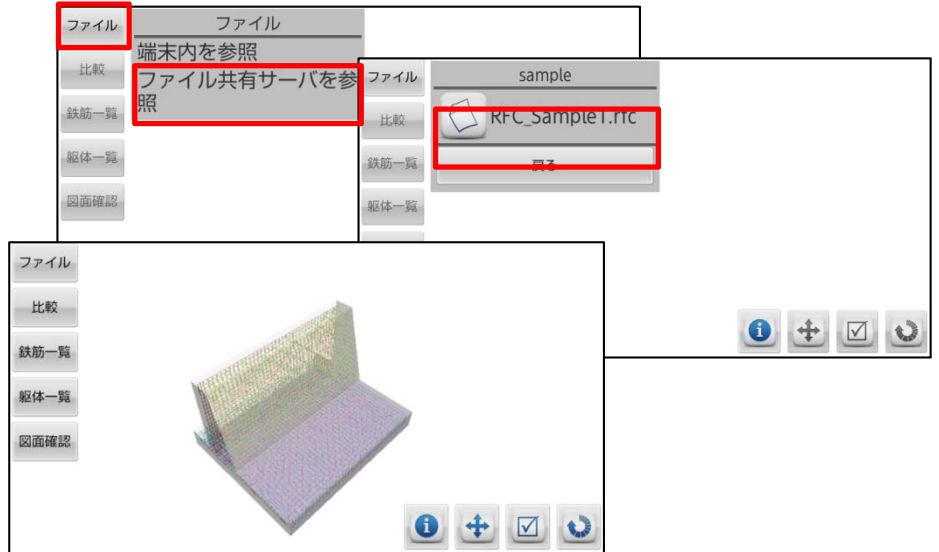 ファイル
比較
鉄筋一覧
躯体一覧
図面確認
ファイル
端末内を参照
ファイル共有サーバを参
照
ファイル
比較
鉄筋一覧
躯体一覧
sample
RFC_Sample1.rfc
戻る
ファイル
比較
鉄筋一覧
躯体一覧
図面確認